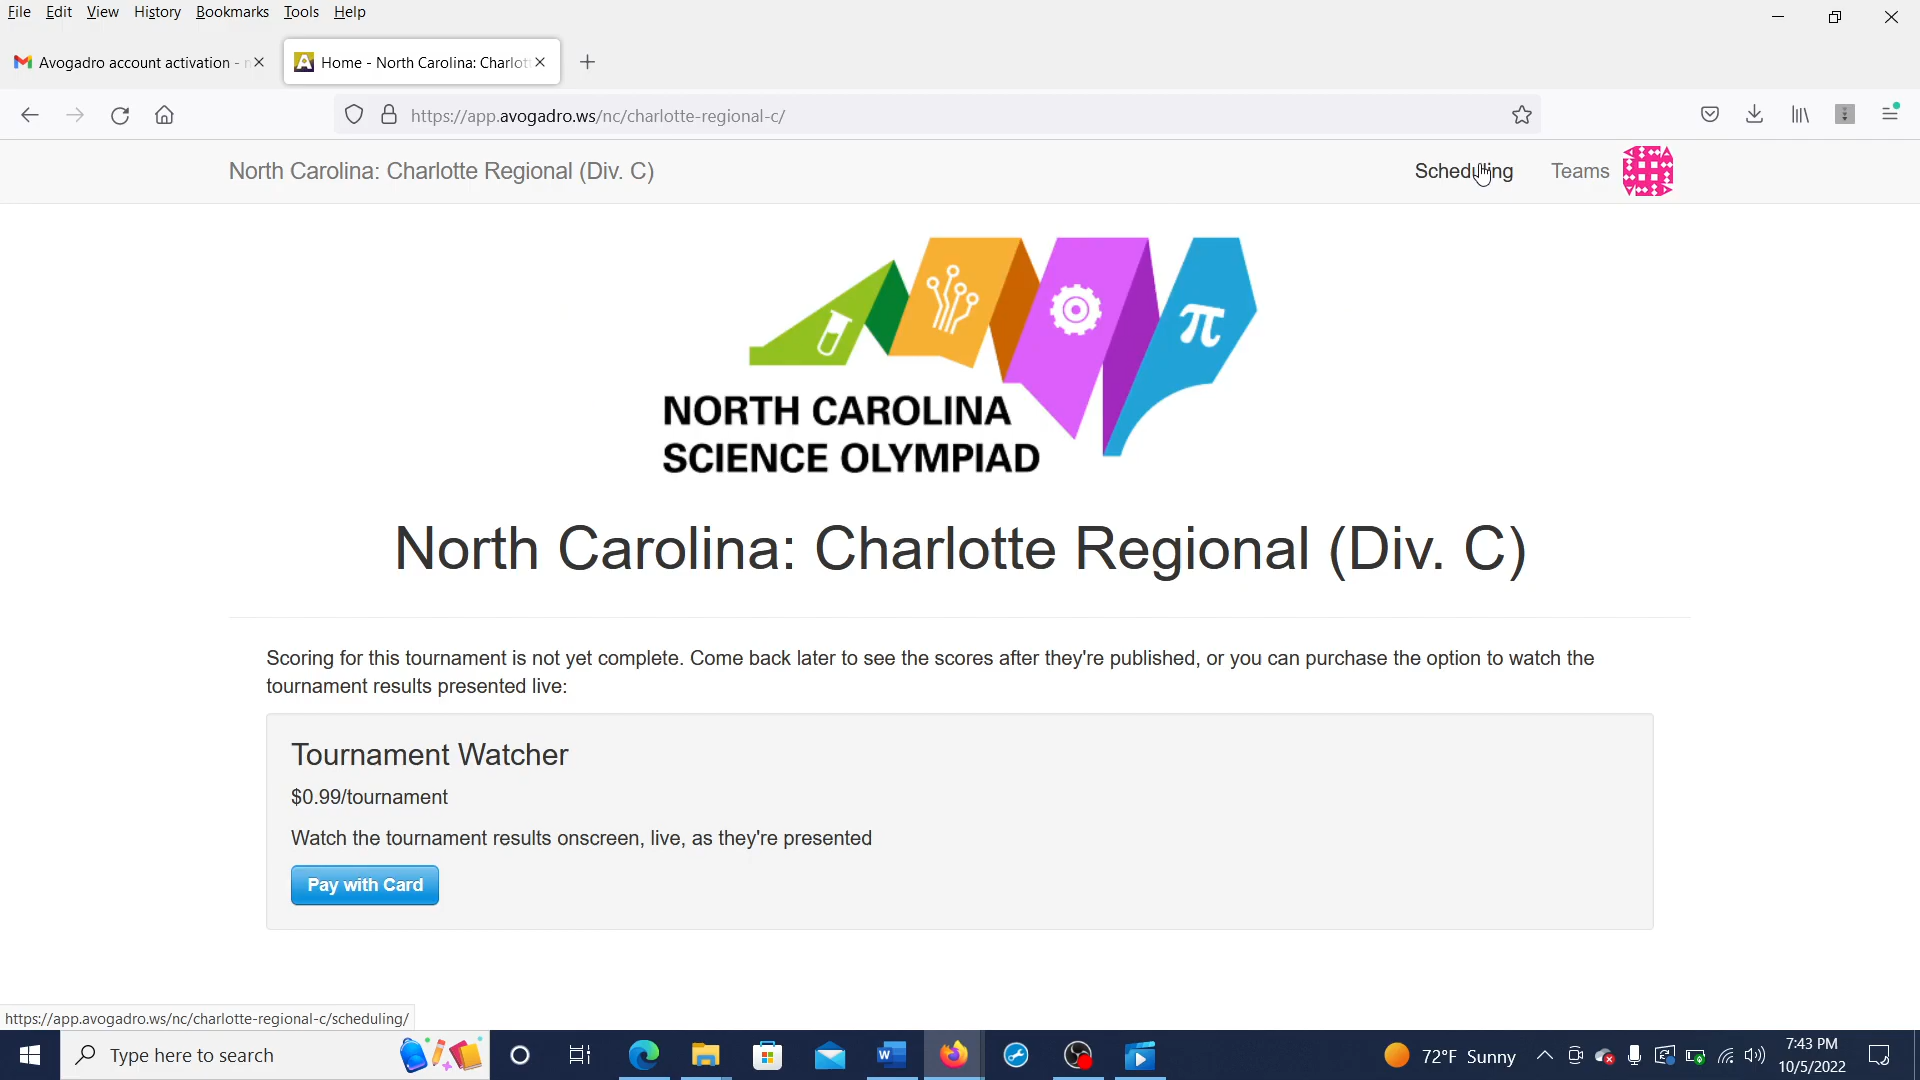 File Edit View History Bookmarks Tools Help
Avogadro account activation -
Home - North Carolina: Charlot
https://app.avogadro.ws/nc/charlotte-regional-c/
North Carolina: Charlotte Regional (Div. C)
Scheduling
Teams
π
NORTH CAROLINA
SCIENCE OLYMPIAD
North Carolina: Charlotte Regional (Div. C)
Scoring for this tournament is not yet complete. Come back later to see the scores after they're published, or you can purchase the option to watch the
tournament results presented live:
Tournament Watcher
$0.99/tournament
Watch the tournament results onscreen, live, as they're presented
Pay with Card
https://app.avogadro.ws/nc/charlotte-regional-c/scheduling/
Type here to search
72°F Sunny
7:43 PM
10/5/2022